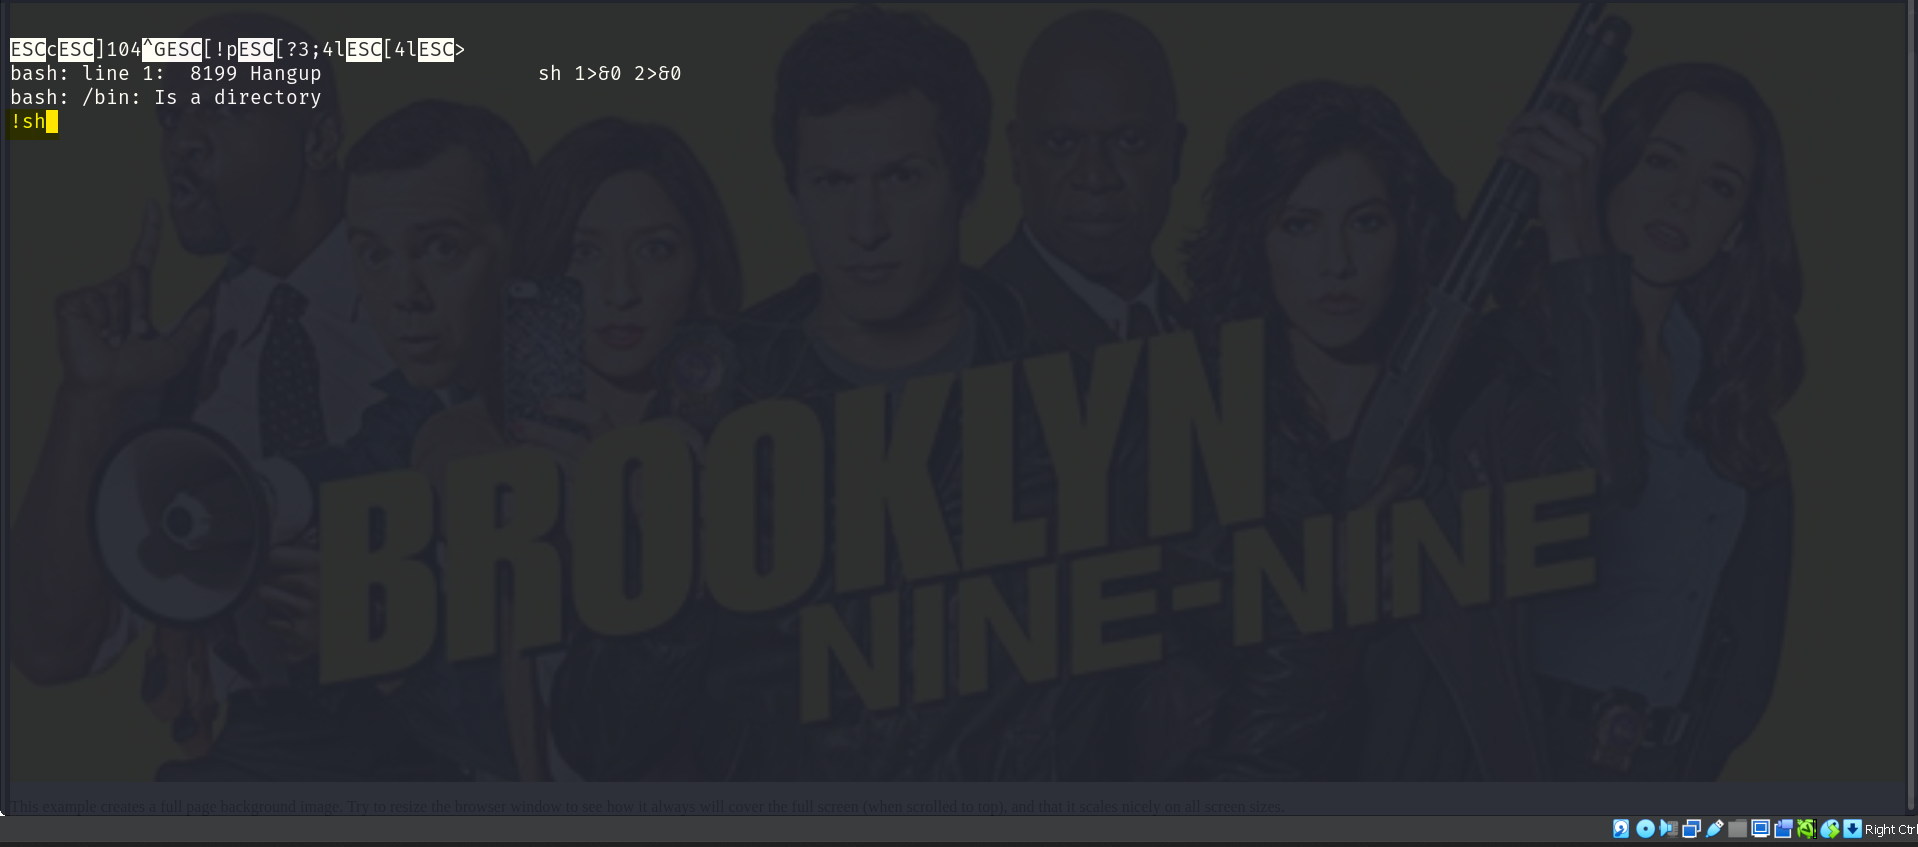 ESCcESC]104^GESC[!pESC[?3;4lESC[4lESC>
bash: line 1:  8199 Hangup                  sh 1>&0 2>&0
bash: /bin: Is a directory
!sh
BROOKLYN
NINE-NINE
This example creates a full page background image. Try to resize the browser window to see how it always will cover the full screen (when scrolled to top), and that it scales nicely on all screen sizes.
Right Ctrl